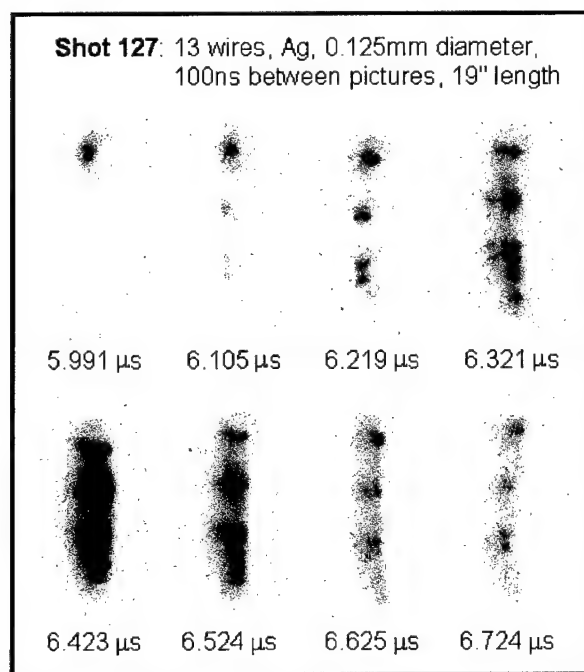 Shot 127: 13 wires, Ag, 0.125mm diameter,
100ns between pictures, 19" length
5.991 µs
6.105 µs
6.219 µs
6.321 µs
6.423 µs
6.524 µs
6.625 µs
6.724 µs